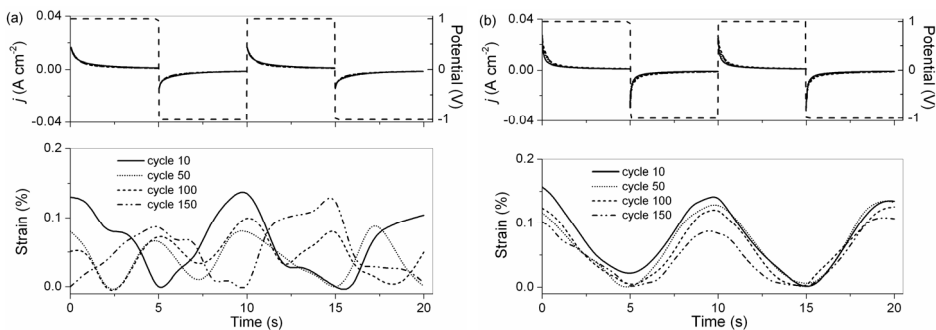 (a)
0.04
0.00
-0.04
j (A cm-2)
1
0
-1
Potential (V)
0.2
0.1
0.0
Strain (%)
cycle 10
cycle 50
cycle 100
cycle 150
0 5 10 15 20
Time (s)
(b)
0.04
0.00
-0.04
j (A cm-2)
1
0
-1
Potential (V)
0.2
0.1
0.0
Strain (%)
cycle 10
cycle 50
cycle 100
cycle 150
0 5 10 15 20
Time (s)